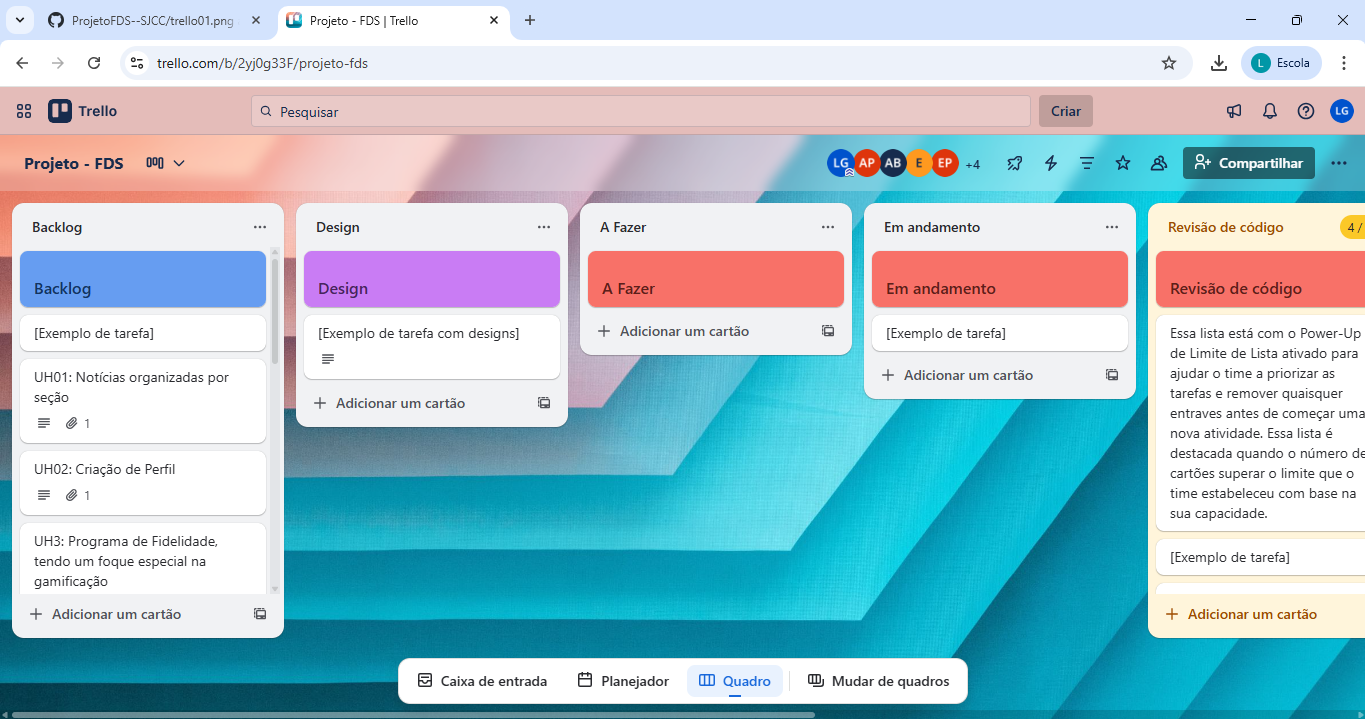 ProjetoFDS--SJCC/trello01.png
Projeto - FDS | Trello
trello.com/b/2yj0g33F/projeto-fds
L
Escola
Trello
Pesquisar
Criar
LG
Projeto - FDS
LG
AP
AB
E
EP
+4
Compartilhar
Backlog
Backlog
[Exemplo de tarefa]
UH01: Notícias organizadas por
seção
1
UH02: Criação de Perfil
1
UH3: Programa de Fidelidade,
tendo um foque especial na
gamificação
Adicionar um cartão
Design
Design
[Exemplo de tarefa com designs]
Adicionar um cartão
A Fazer
A Fazer
Adicionar um cartão
Em andamento
Em andamento
[Exemplo de tarefa]
Adicionar um cartão
Revisão de código
4 /
Revisão de código
Essa lista está com o Power-Up
de Limite de Lista ativado para
ajudar o time a priorizar as
tarefas e remover quaisquer
entraves antes de começar uma
nova atividade. Essa lista é
destacada quando o número de
cartões superar o limite que o
time estabeleceu com base na
sua capacidade.
[Exemplo de tarefa]
Adicionar um cartão
Caixa de entrada
Planejador
Quadro
Mudar de quadros